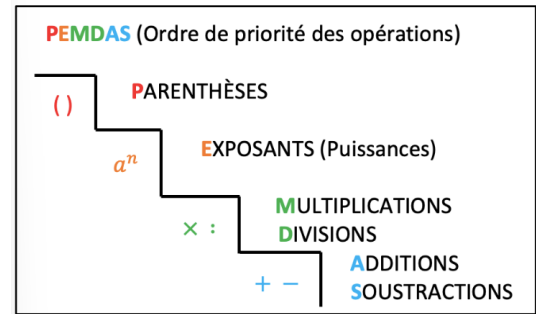 PEMDAS (Ordre de priorité des opérations)
( )
PARENTHÈSES
aⁿ
EXPOSANTS (Puissances)
× :
MULTIPLICATIONS
DIVISIONS
+ −
ADDITIONS
SOUSTRACTIONS